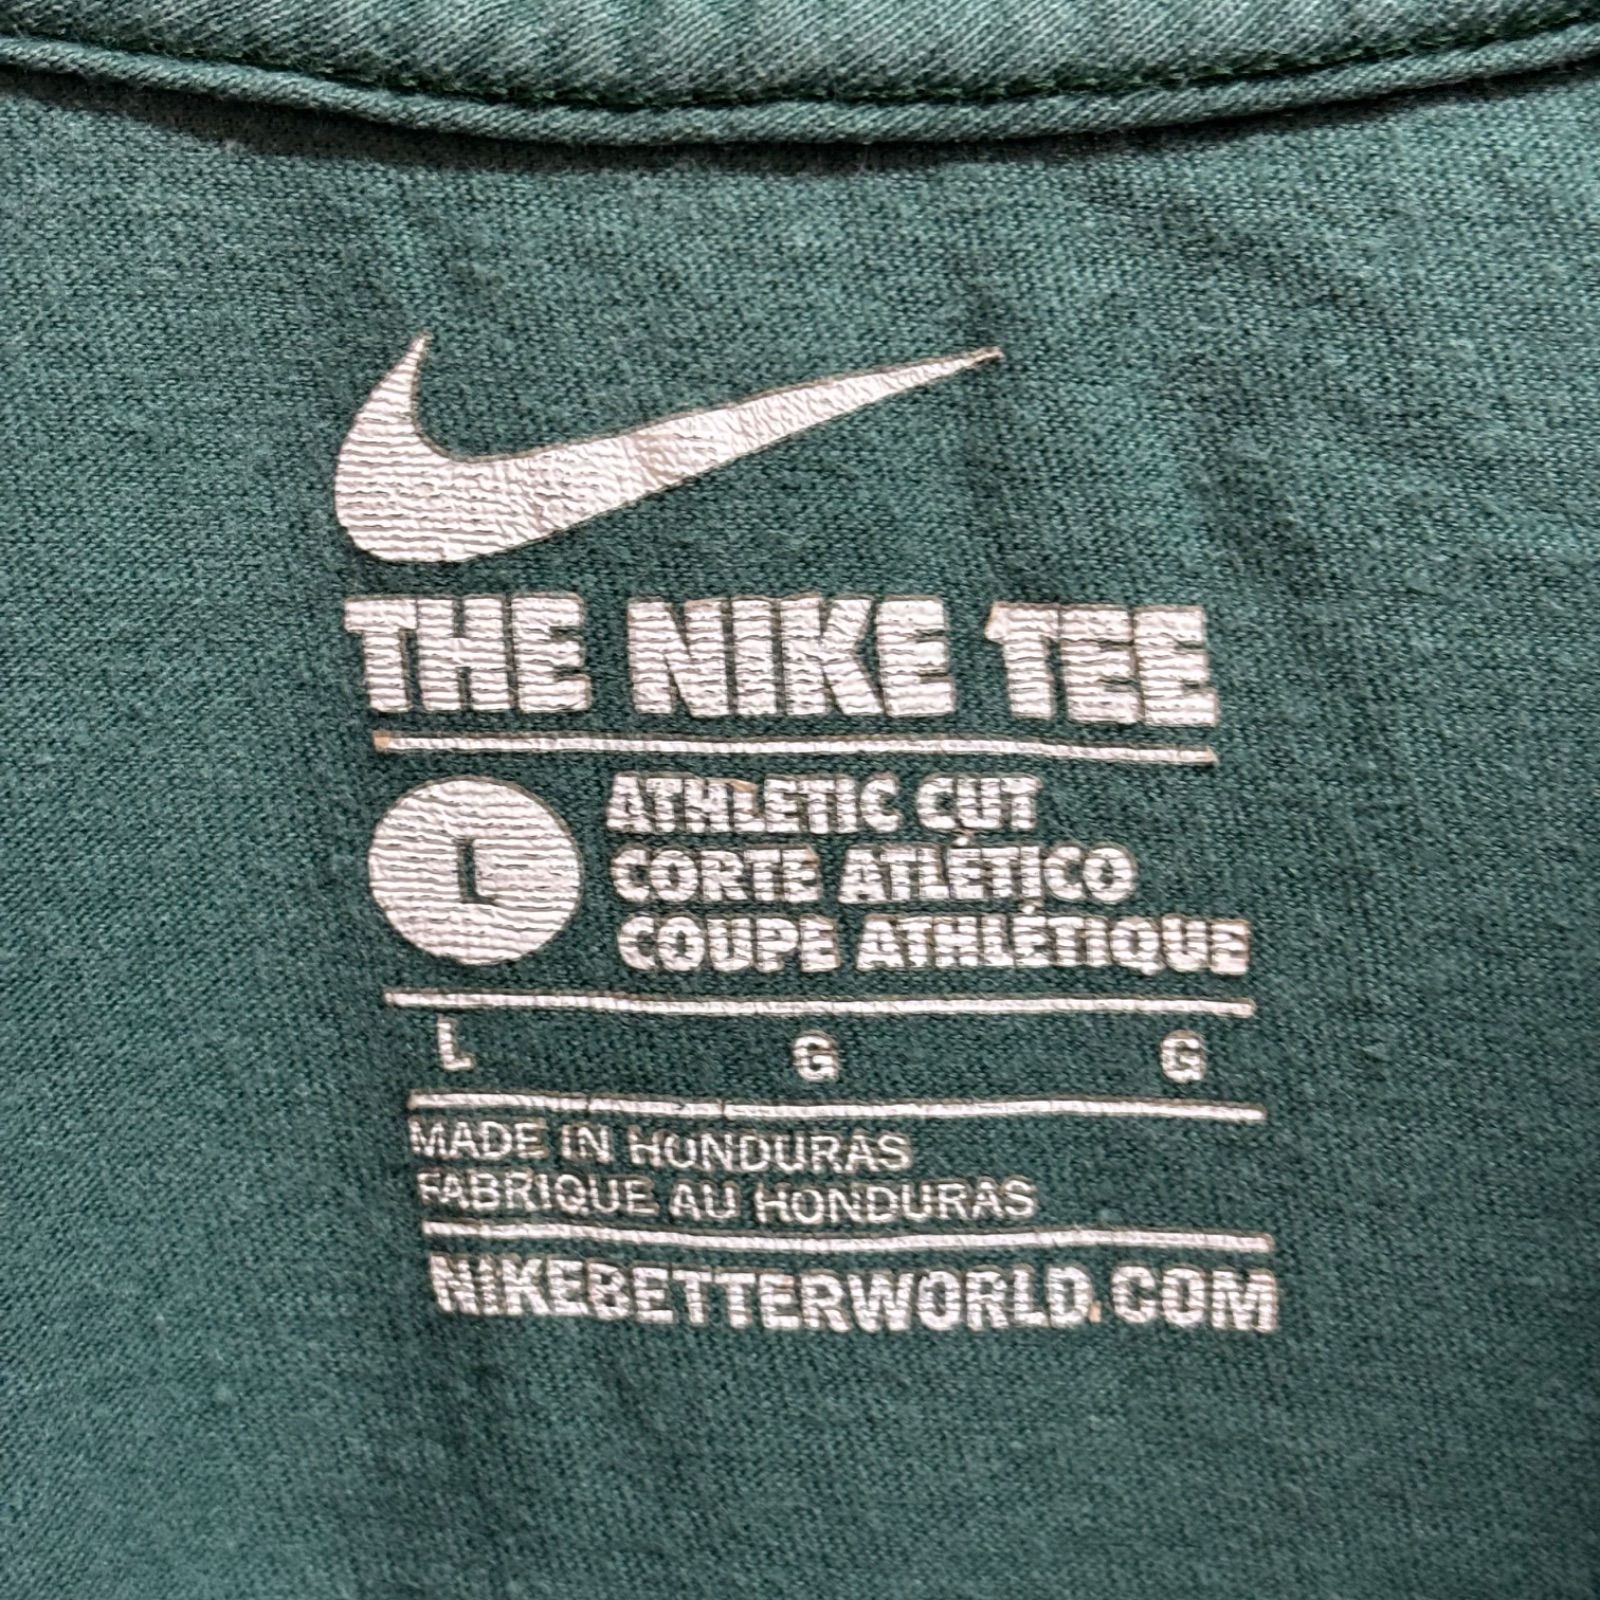 THE NIKE TEE
L
ATHLETIC CUT
CORTE ATLÉTICO
COUPE ATHLÉTIQUE
L G G
MADE IN HONDURAS
FABRIQUE AU HONDURAS
NIKEBETTERWORLD.COM